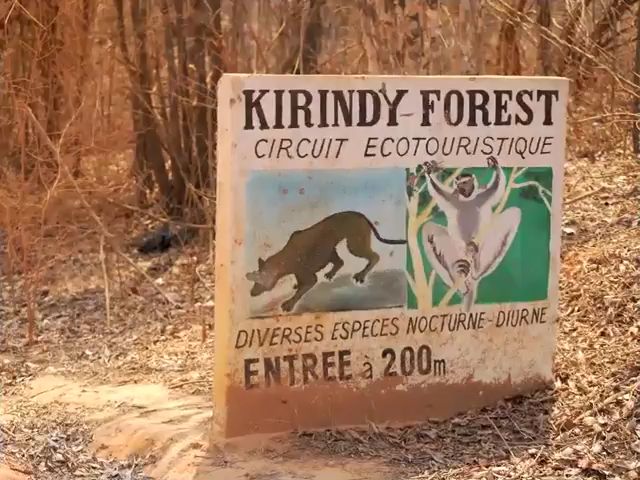 KIRINDY-FOREST
CIRCUIT ECOTOURISTIQUE
DIVERSES ESPECES NOCTURNE-DIURNE
ENTREE à 200m